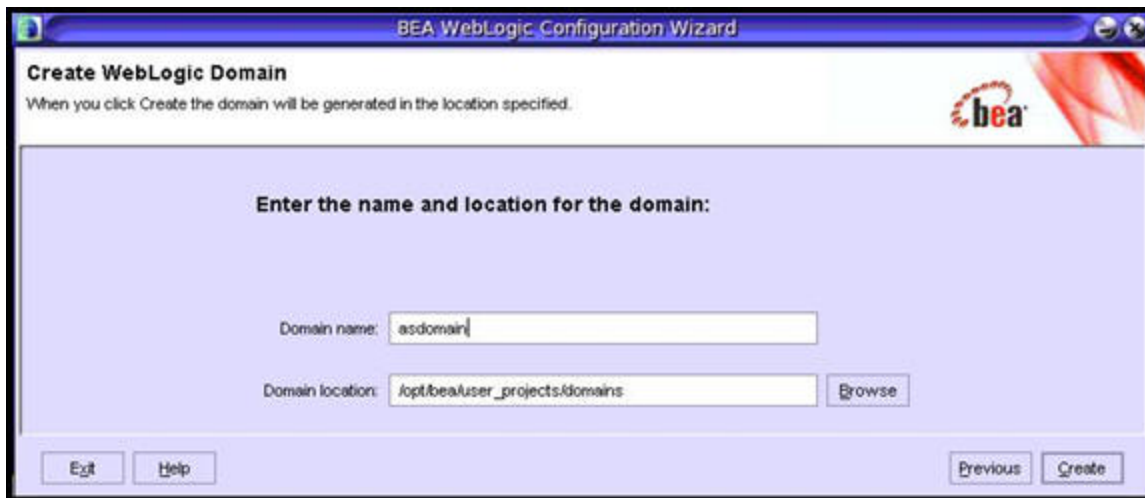 BEA WebLogic Configuration Wizard
Create WebLogic Domain
When you click Create the domain will be generated in the location specified.
bea
Enter the name and location for the domain:
Domain name: asdomain
Domain location: /opt/bea/user_projects/domains Browse
Exit Help Previous Create